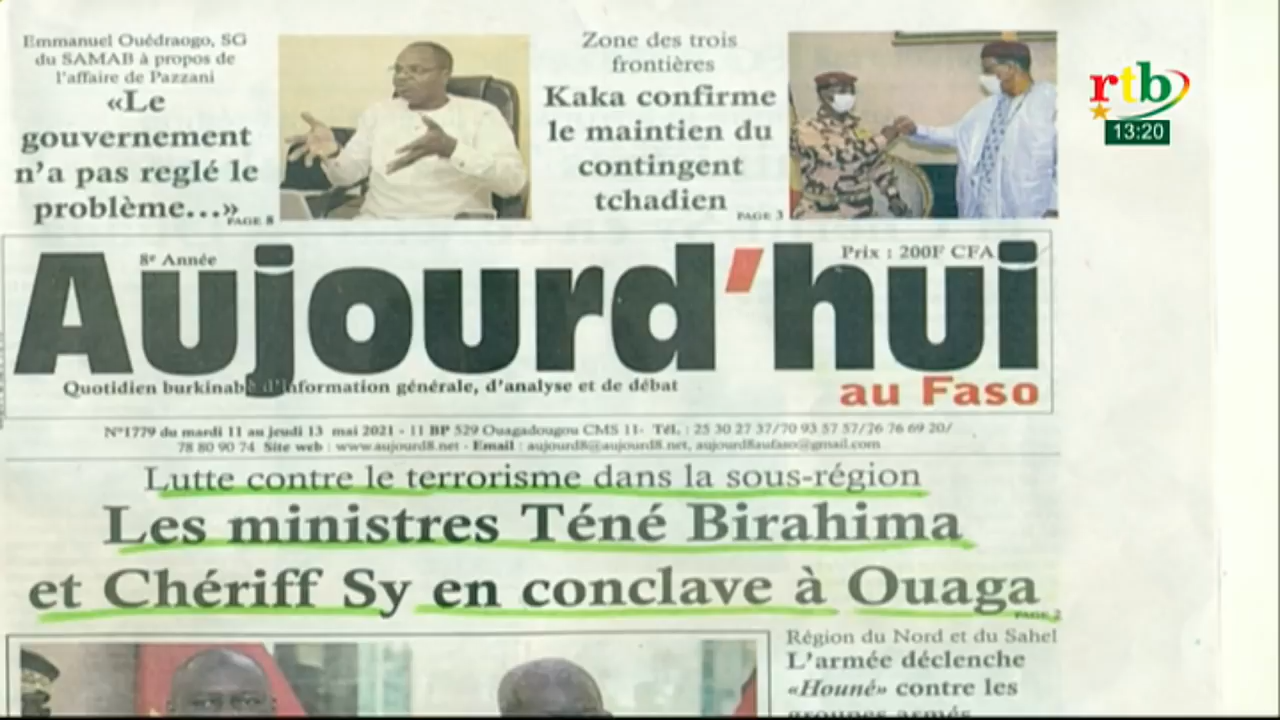 Emmanuel Ouédraogo, SG
du SAMAB à propos de
l'affaire de Pazzani
«Le
gouvernement
n'a pas reglé le
problème...»
PAGE 8
Zone des trois
frontières
Kaka confirme
le maintien du
contingent
tchadien
PAGE 3
rtb
13:20
8e Année
Prix : 200F CFA
Aujourd'hui
au Faso
Quotidien burkinabè d'information générale, d'analyse et de débat
N°1779 du mardi 11 au jeudi 13 mai 2021 - 11 BP 529 Ouagadougou CMS 11- Tél. : 25 30 27 37/70 93 57 57/76 76 69 20/
78 80 90 74 Site web : www.aujourd8.net - Email : aujourd8@aujourd8.net, aujourd8aufaso@gmail.com
Lutte contre le terrorisme dans la sous-région
Les ministres Téné Birahima
et Chériff Sy en conclave à Ouaga
PAGE 2
Région du Nord et du Sahel
L'armée déclenche
«Houné» contre les
groupes armés